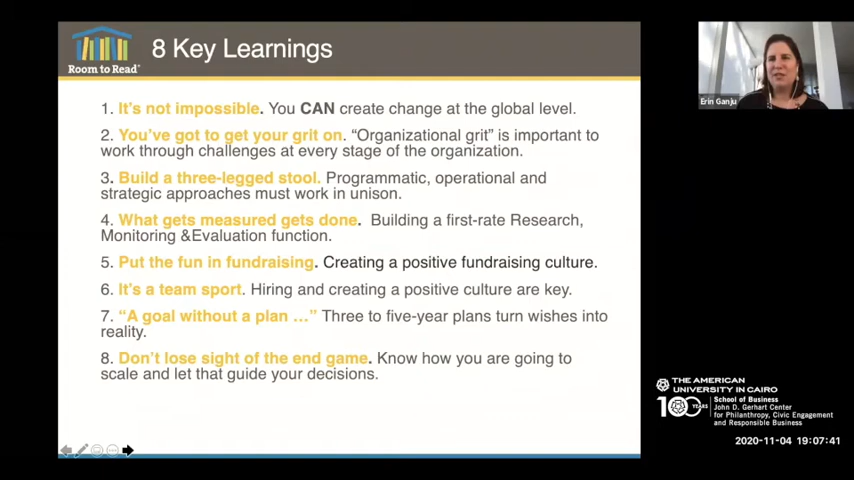 Room to Read®
8 Key Learnings
1. It's not impossible. You CAN create change at the global level.
2. You've got to get your grit on. "Organizational grit" is important to
work through challenges at every stage of the organization.
3. Build a three-legged stool. Programmatic, operational and
strategic approaches must work in unison.
4. What gets measured gets done. Building a first-rate Research,
Monitoring &Evaluation function.
5. Put the fun in fundraising. Creating a positive fundraising culture.
6. It's a team sport. Hiring and creating a positive culture are key.
7. "A goal without a plan ..." Three to five-year plans turn wishes into
reality.
8. Don't lose sight of the end game. Know how you are going to
scale and let that guide your decisions.
Erin Ganju
THE AMERICAN
UNIVERSITY IN CAIRO
100 YEARS
School of Business
John D. Gerhart Center
for Philanthropy, Civic Engagement
and Responsible Business
2020-11-04 19:07:41